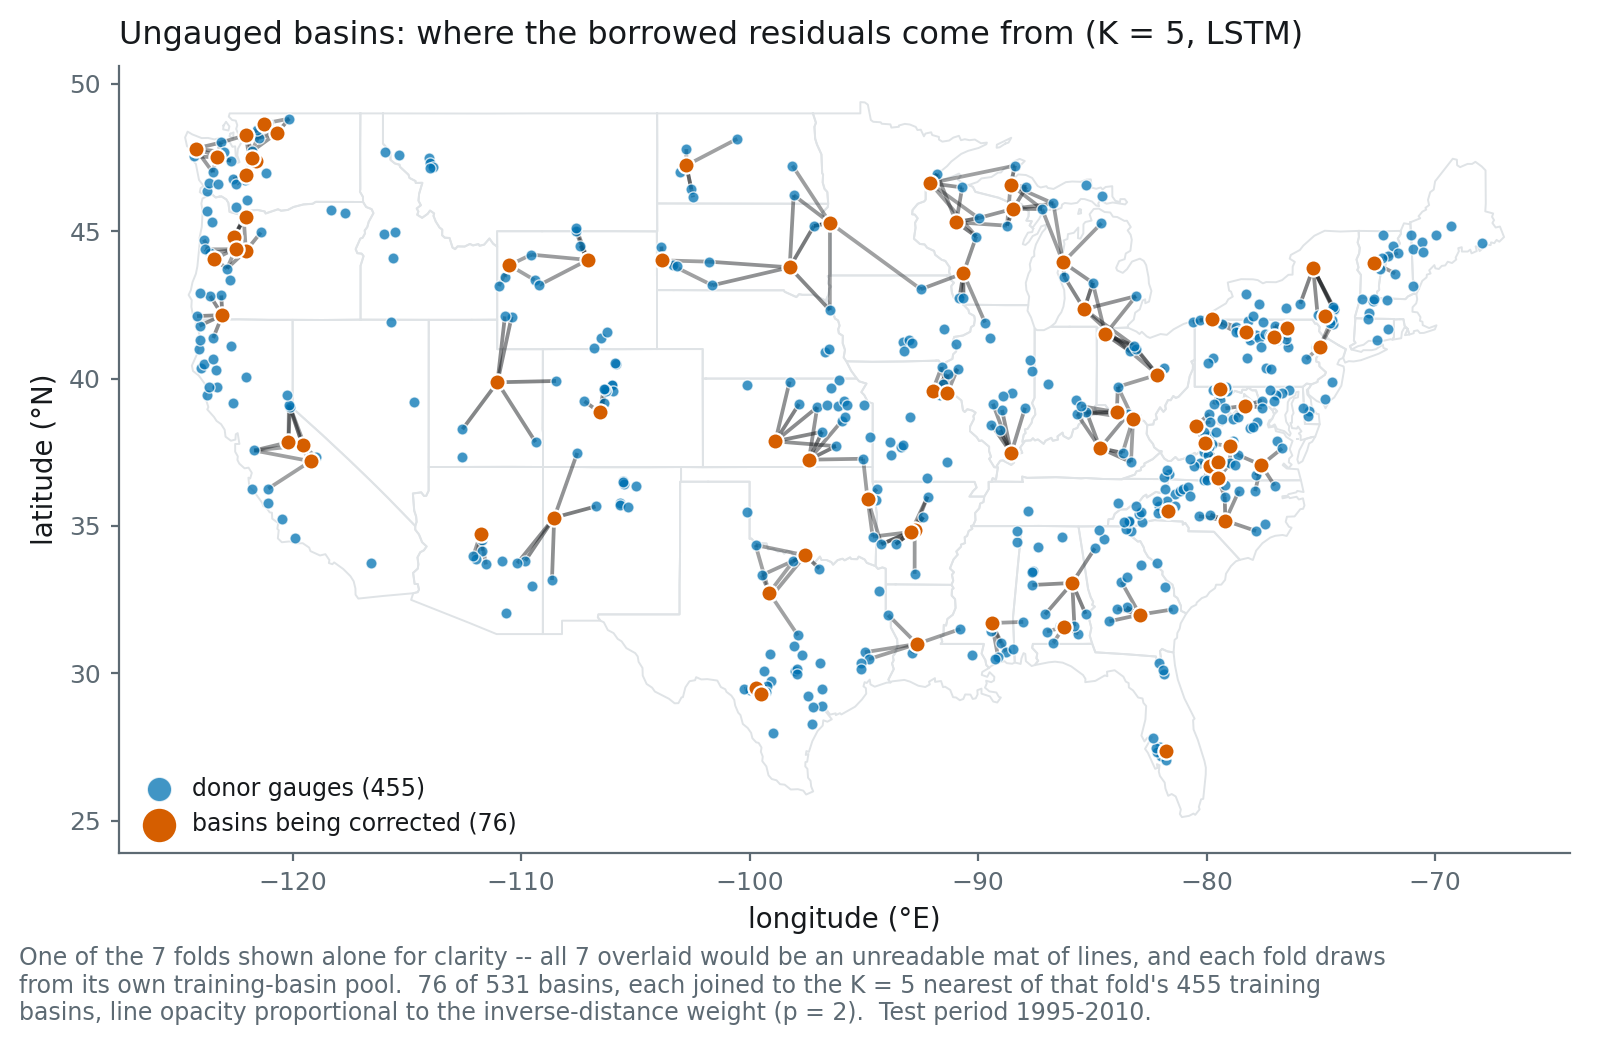 Ungauged basins: where the borrowed residuals come from (K = 5, LSTM)
50
45
40
35
30
25
latitude (°N)
donor gauges (455)
basins being corrected (76)
−120
−110
−100
−90
−80
−70
longitude (°E)
One of the 7 folds shown alone for clarity -- all 7 overlaid would be an unreadable mat of lines, and each fold draws
from its own training-basin pool.  76 of 531 basins, each joined to the K = 5 nearest of that fold's 455 training
basins, line opacity proportional to the inverse-distance weight (p = 2).  Test period 1995-2010.